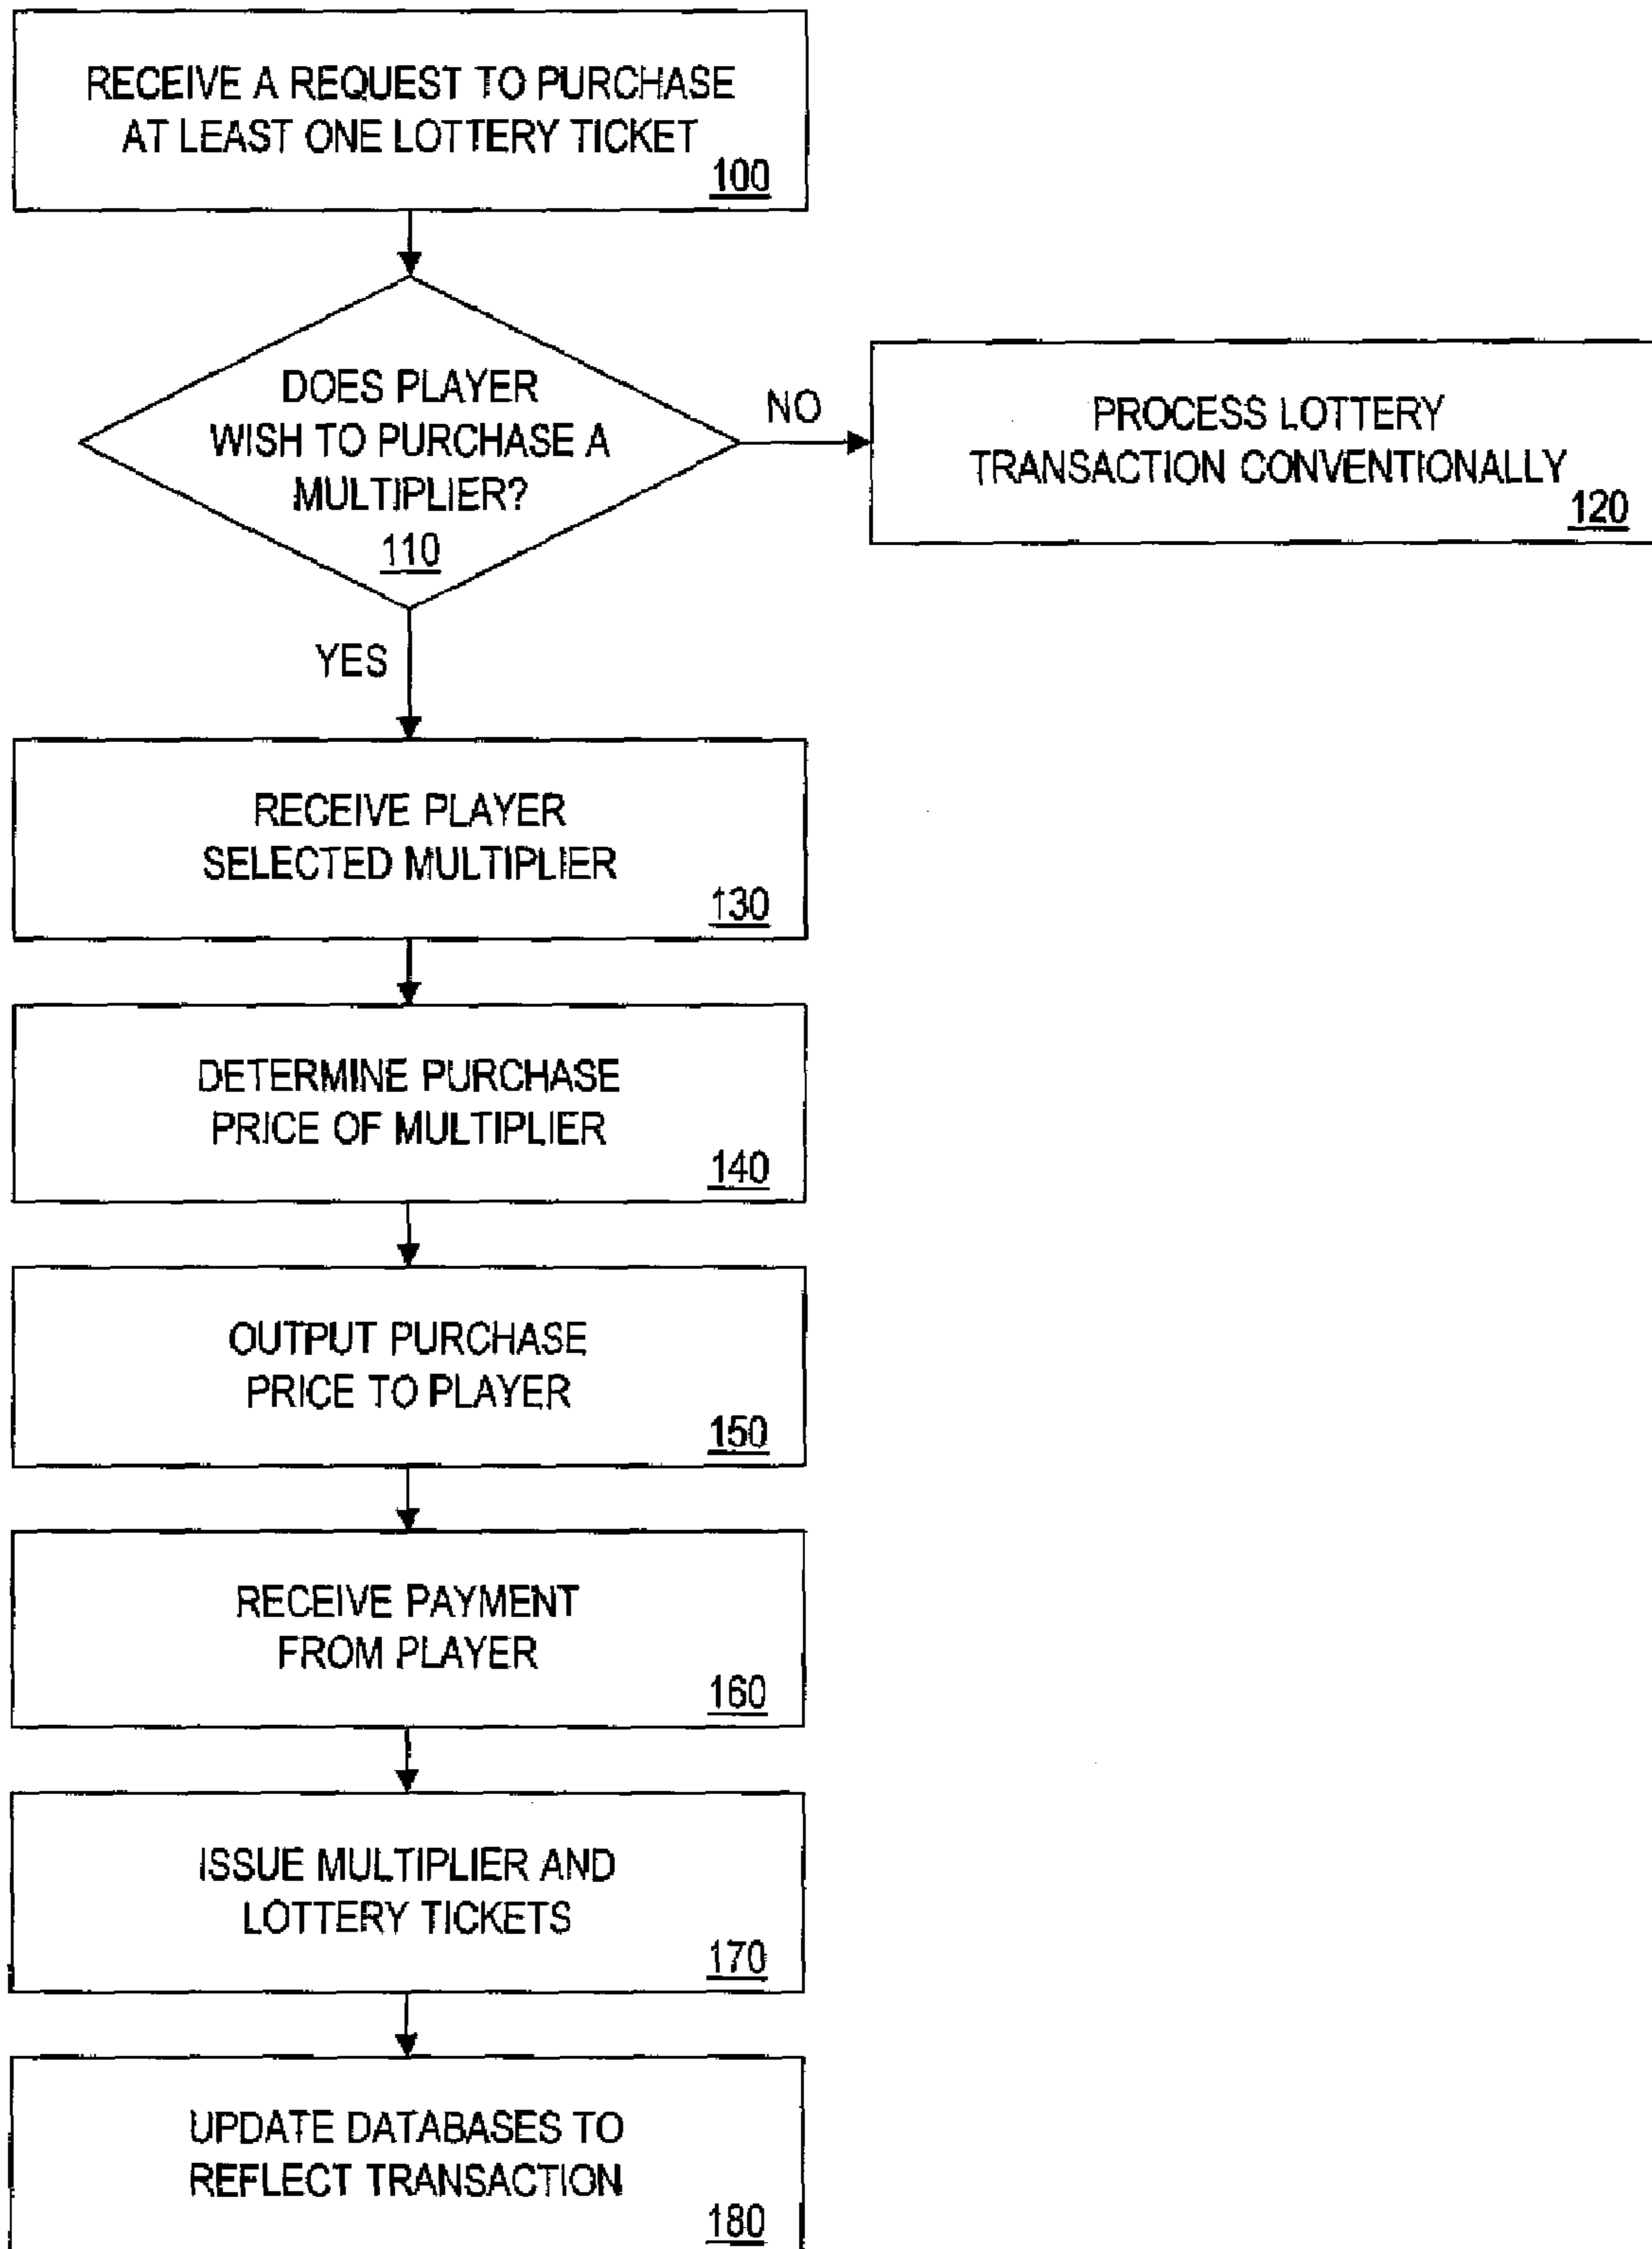 RECEIVE A REQUEST TO PURCHASE
AT LEAST ONE LOTTERY TICKET
100
DOES PLAYER
WISH TO PURCHASE A
MULTIPLIER?
110
NO
PROCESS LOTTERY
TRANSACTION CONVENTIONALLY
120
YES
RECEIVE PLAYER
SELECTED MULTIPLIER
130
DETERMINE PURCHASE
PRICE OF MULTIPLIER
140
OUTPUT PURCHASE
PRICE TO PLAYER
150
RECEIVE PAYMENT
FROM PLAYER
160
ISSUE MULTIPLIER AND
LOTTERY TICKETS
170
UPDATE DATABASES TO
REFLECT TRANSACTION
180